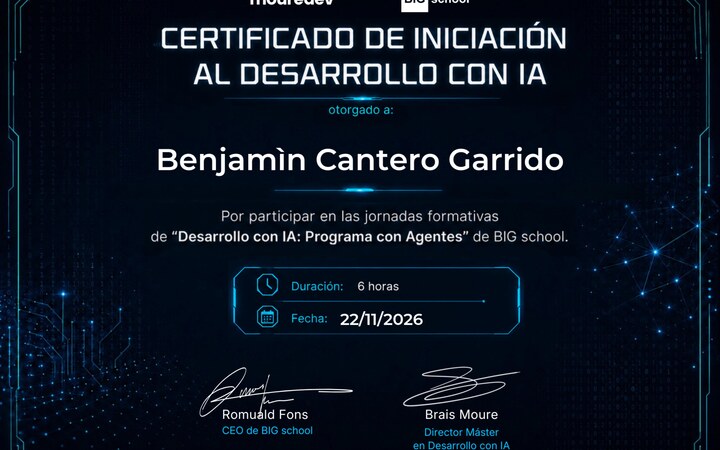 mouredev
BIG school
CERTIFICADO DE INICIACIÓN
AL DESARROLLO CON IA
otorgado a:
Benjamìn Cantero Garrido
Por participar en las jornadas formativas
de “Desarrollo con IA: Programa con Agentes” de BIG school.
Duración: 6 horas
Fecha: 22/11/2026
Romuald Fons
CEO de BIG school
Brais Moure
Director Máster
en Desarrollo con IA